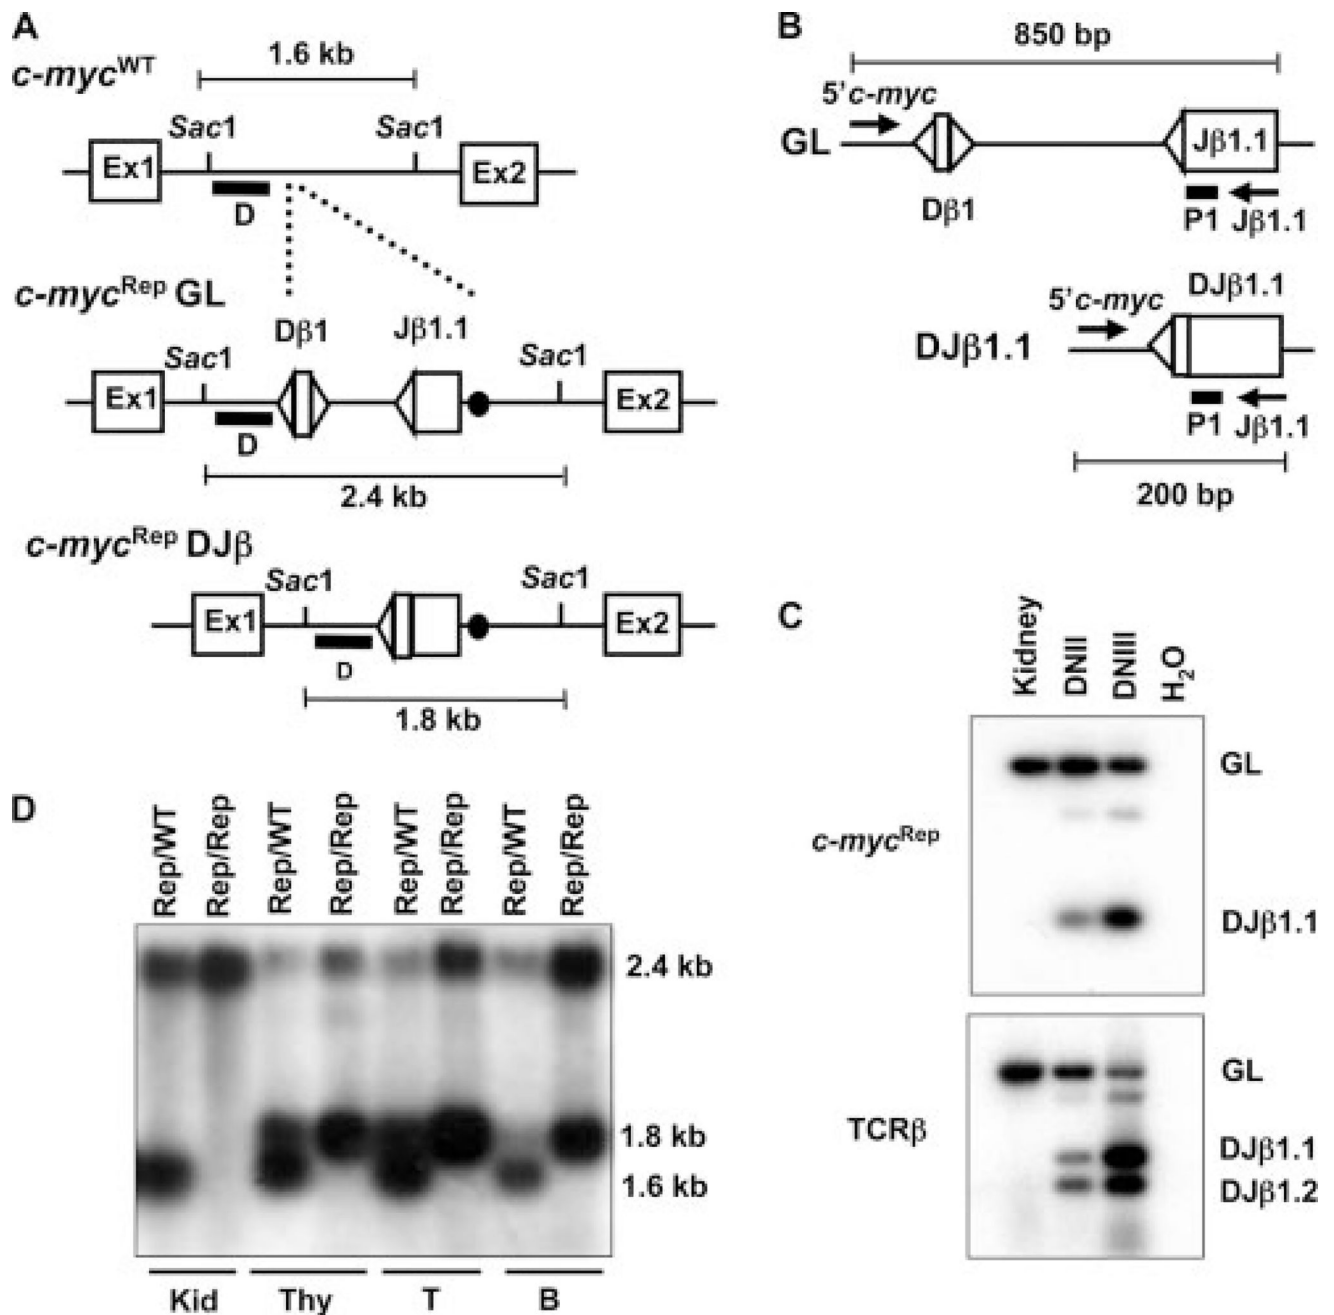 A
c-myc^WT
1.6 kb
Sac1 Sac1
Ex1 Ex2
D
c-myc^Rep GL
Dβ1 Jβ1.1
Sac1 Sac1
Ex1 Ex2
D
2.4 kb
c-myc^Rep DJβ
Sac1 Sac1
Ex1 Ex2
D
1.8 kb
B
850 bp
5'c-myc
GL Jβ1.1
Dβ1 P1 Jβ1.1
5'c-myc DJβ1.1
DJβ1.1
P1 Jβ1.1
200 bp
C
Kidney DNII DNIII H₂O
c-myc^Rep
GL
DJβ1.1
TCRβ
GL
DJβ1.1
DJβ1.2
D
Rep/WT Rep/Rep Rep/WT Rep/Rep Rep/WT Rep/Rep Rep/WT Rep/Rep
2.4 kb
1.8 kb
1.6 kb
Kid Thy T B